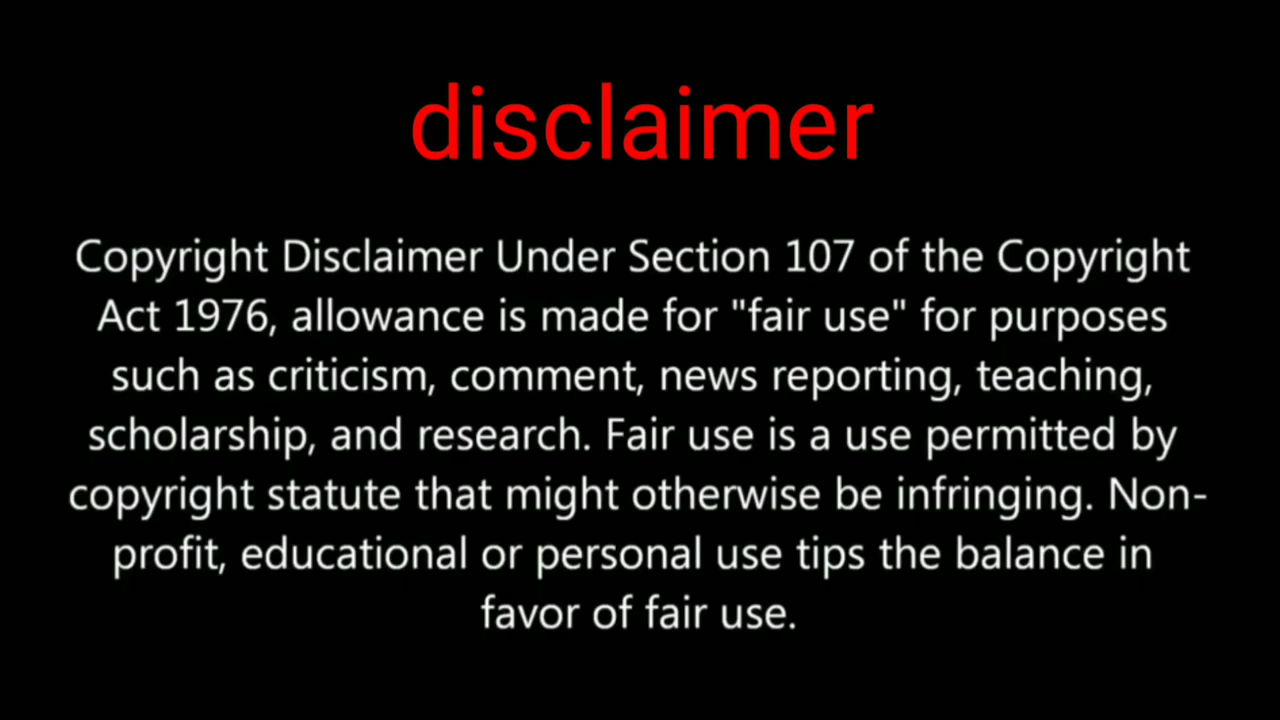 disclaimer
Copyright Disclaimer Under Section 107 of the Copyright
Act 1976, allowance is made for "fair use" for purposes
such as criticism, comment, news reporting, teaching,
scholarship, and research. Fair use is a use permitted by
copyright statute that might otherwise be infringing. Non-
profit, educational or personal use tips the balance in
favor of fair use.